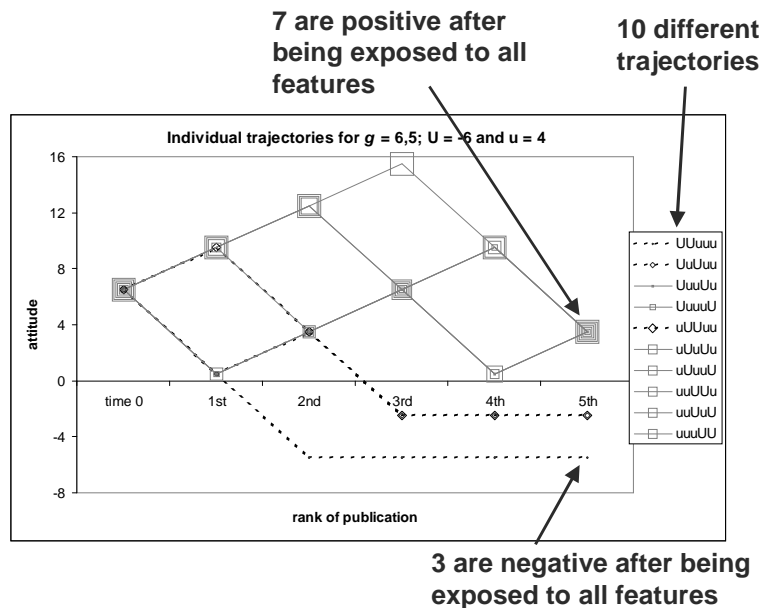 7 are positive after
being exposed to all
features
10 different
trajectories
Individual trajectories for g = 6,5; U = -6 and u = 4
16
12
8
4
0
-4
-8
attitude
time 0 1st 2nd 3rd 4th 5th
rank of publication
UUuuu
UuUuu
UuuUu
UuuuU
uUUuu
uUuUu
uUuuU
uuUUu
uuUuU
uuuUU
3 are negative after being
exposed to all features